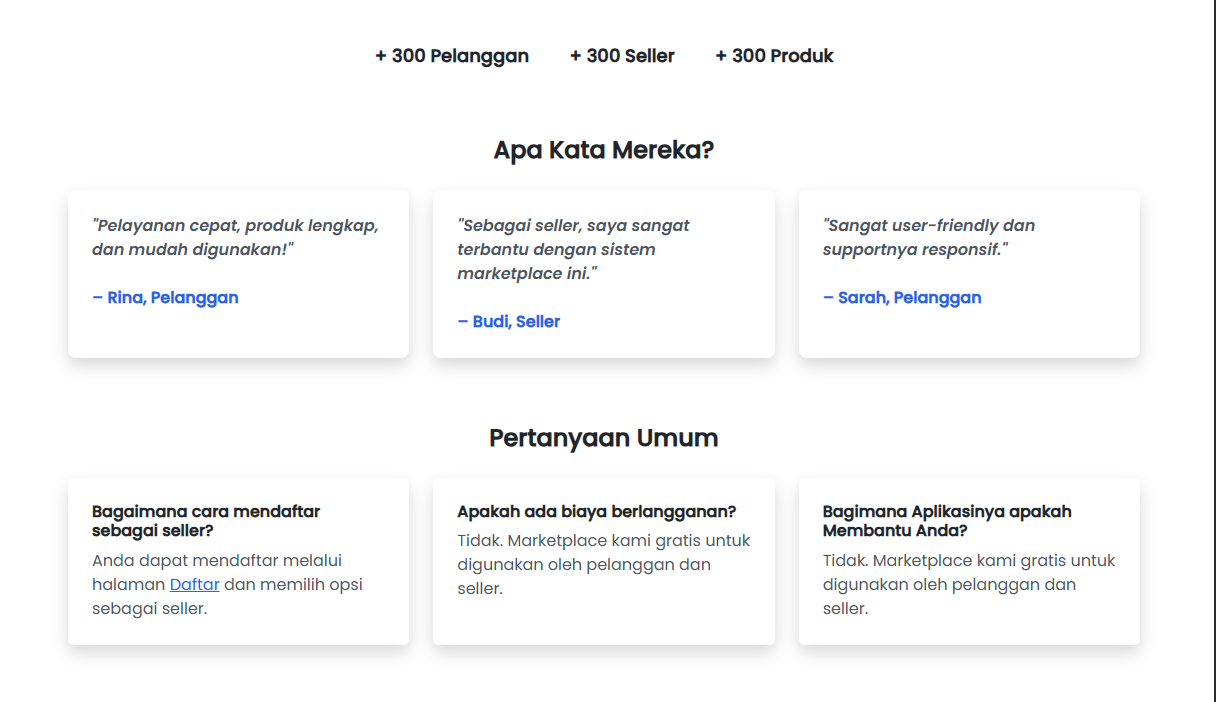 + 300 Pelanggan + 300 Seller + 300 Produk
Apa Kata Mereka?
"Pelayanan cepat, produk lengkap,
dan mudah digunakan!"
– Rina, Pelanggan
"Sebagai seller, saya sangat
terbantu dengan sistem
marketplace ini."
– Budi, Seller
"Sangat user-friendly dan
supportnya responsif."
– Sarah, Pelanggan
Pertanyaan Umum
Bagaimana cara mendaftar
sebagai seller?
Anda dapat mendaftar melalui
halaman Daftar dan memilih opsi
sebagai seller.
Apakah ada biaya berlangganan?
Tidak. Marketplace kami gratis untuk
digunakan oleh pelanggan dan
seller.
Bagimana Aplikasinya apakah
Membantu Anda?
Tidak. Marketplace kami gratis untuk
digunakan oleh pelanggan dan
seller.